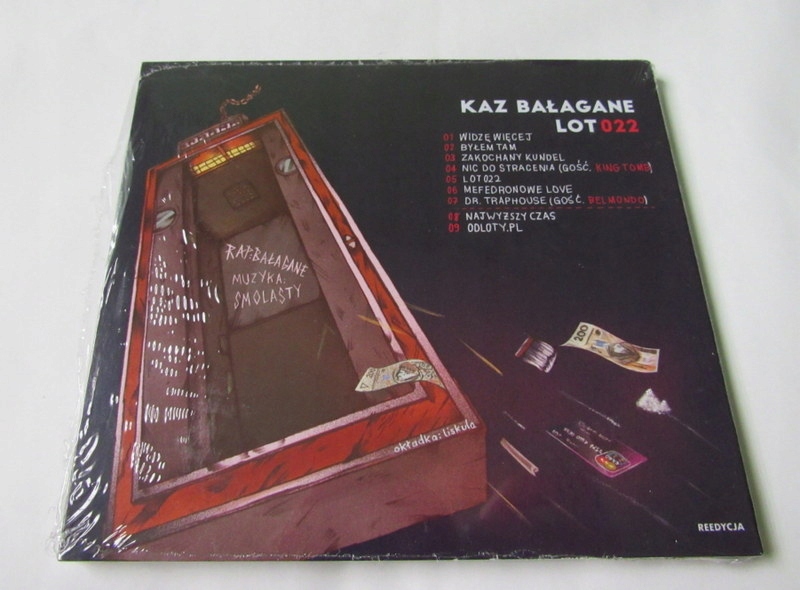 KAZ BAŁAGANE
LOT 022
01 WIDZĘ WIĘCEJ
02 BYŁEM TAM
03 ZAKOCHANY KUNDEL
04 NIC DO STRACENIA (GOŚĆ. KING TOMB)
05 LOT 022
06 MEFEDRONOWE LOVE
07 DR. TRAPHOUSE (GOŚĆ. BELMONDO)
08 NAJWYŻSZY CZAS
09 ODLOTY.PL
RAP: BAŁAGANE
MUZYKA:
SMOLASTY
200
okładka: liskula
REEDYCJA